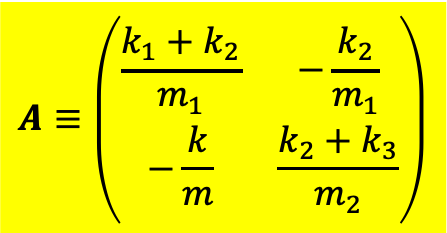 A ≡ ( (k₁ + k₂)/m₁   −k₂/m₁
−k/m   (k₂ + k₃)/m₂ )